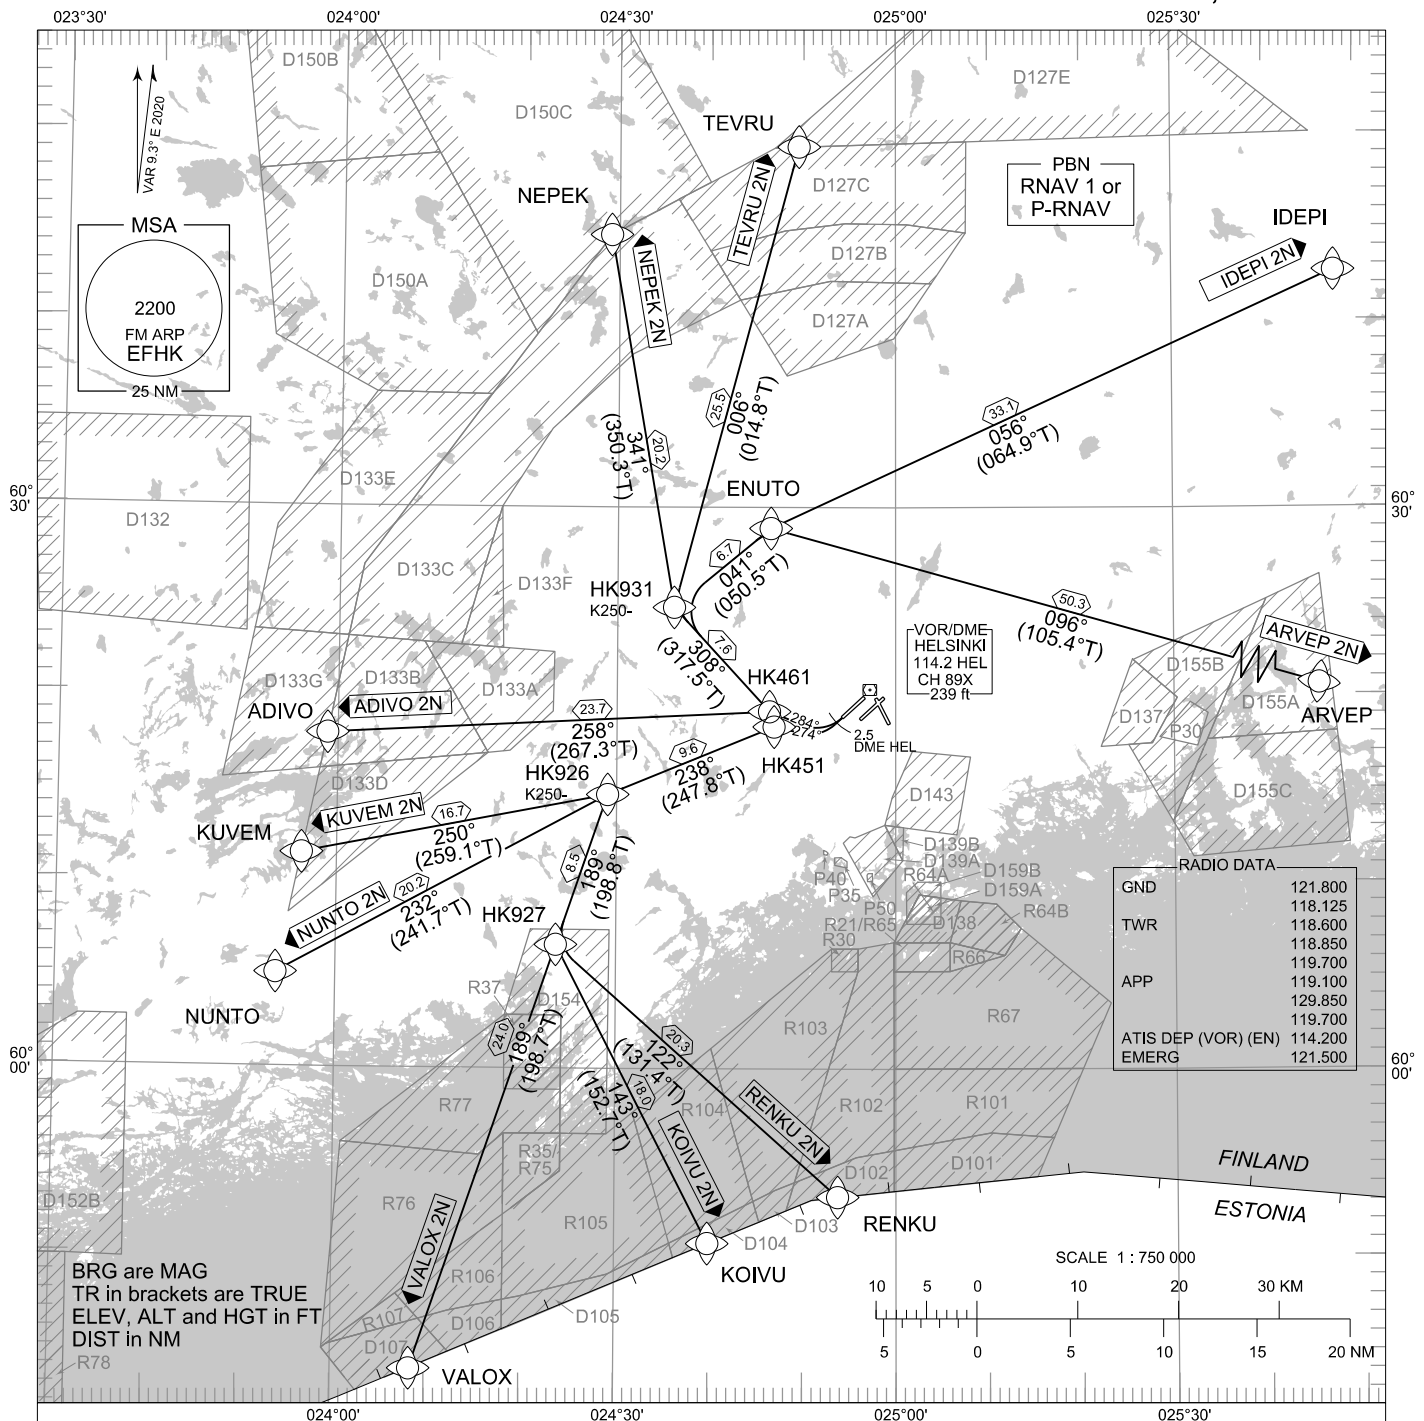 023°30'
024°00'
024°30'
025°00'
025°30'
D150B
D127E
D150C
TEVRU
VAR 9.3° E 2020
PBN
RNAV 1 or
P-RNAV
D127C
TEVRU 2N
NEPEK
IDEPI
MSA
2200
FM ARP
EFHK
25 NM
D127B
IDEPI 2N
D150A
NEPEK 2N
D127A
25.5
006°
(014.8°T)
33.1
056°
(064.9°T)
20.2
341°
(350.3°T)
D133E
ENUTO
60°
30'
60°
30'
D132
6.7
041°
(050.5°T)
D133C
D133F
HK931
K250-
50.3
096°
(105.4°T)
VOR/DME
HELSINKI
114.2 HEL
CH 89X
239 ft
ARVEP 2N
7.6
308°
(317.5°T)
D155B
D133G
D133B
D133A
HK461
D155A
ADIVO
ADIVO 2N
23.7
258°
(267.3°T)
284°
274°
2.5
DME HEL
D137
P30
ARVEP
9.6
238°
(247.8°T)
HK451
HK926
K250-
D133D
D143
D155C
KUVEM 2N
KUVEM
16.7
250°
(259.1°T)
D139B
D139A
R64A
D159B
D159A
P40
P35
P50
R21/R65
R30
D138
R64B
R66
8.5
189°
(198.8°T)
20.2
232°
(241.7°T)
NUNTO 2N
HK927
RADIO DATA
GND 121.800
118.125
TWR 118.600
118.850
119.700
APP 119.100
129.850
119.700
ATIS DEP (VOR) (EN) 114.200
EMERG 121.500
NUNTO
R37
D154
R103
R67
24.0
189°
(198.7°T)
20.3
122°
(131.4°T)
18.0
143°
(152.7°T)
60°
00'
60°
00'
R77
R104
R102
R101
RENKU 2N
KOIVU 2N
R35/
R75
D102
D101
FINLAND
ESTONIA
D152B
R76
R105
D103
RENKU
VALOX 2N
D104
KOIVU
BRG are MAG
TR in brackets are TRUE
ELEV, ALT and HGT in FT
DIST in NM
R106
R107
D106
D105
D107
R78
VALOX
SCALE 1 : 750 000
10 5 0 10 20 30 KM
5 0 5 10 15 20 NM
024°00'
024°30'
025°00'
025°30'